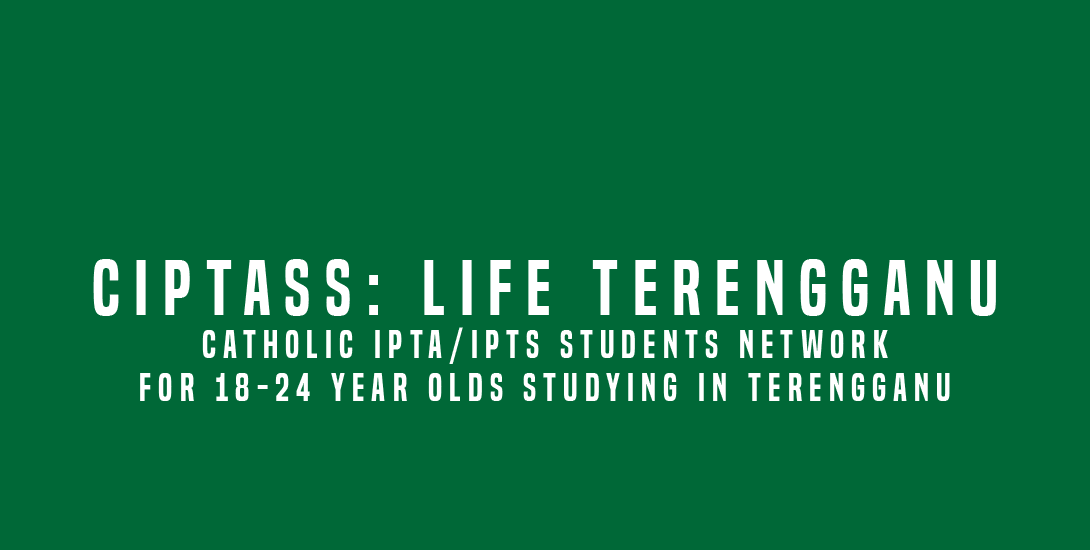 CIPTASS: LIFE TERENGGANU
CATHOLIC IPTA/IPTS STUDENTS NETWORK
FOR 18-24 YEAR OLDS STUDYING IN TERENGGANU